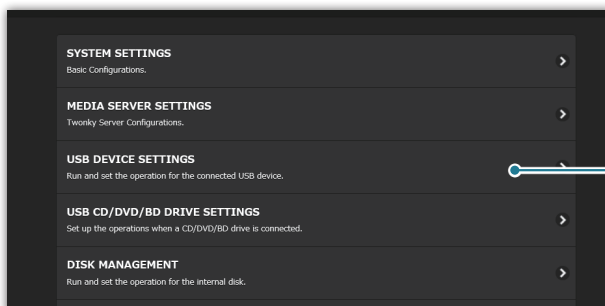 SYSTEM SETTINGS
Basic Configurations.
MEDIA SERVER SETTINGS
Twonky Server Configurations.
USB DEVICE SETTINGS
Run and set the operation for the connected USB device.
USB CD/DVD/BD DRIVE SETTINGS
Set up the operations when a CD/DVD/BD drive is connected.
DISK MANAGEMENT
Run and set the operation for the internal disk.